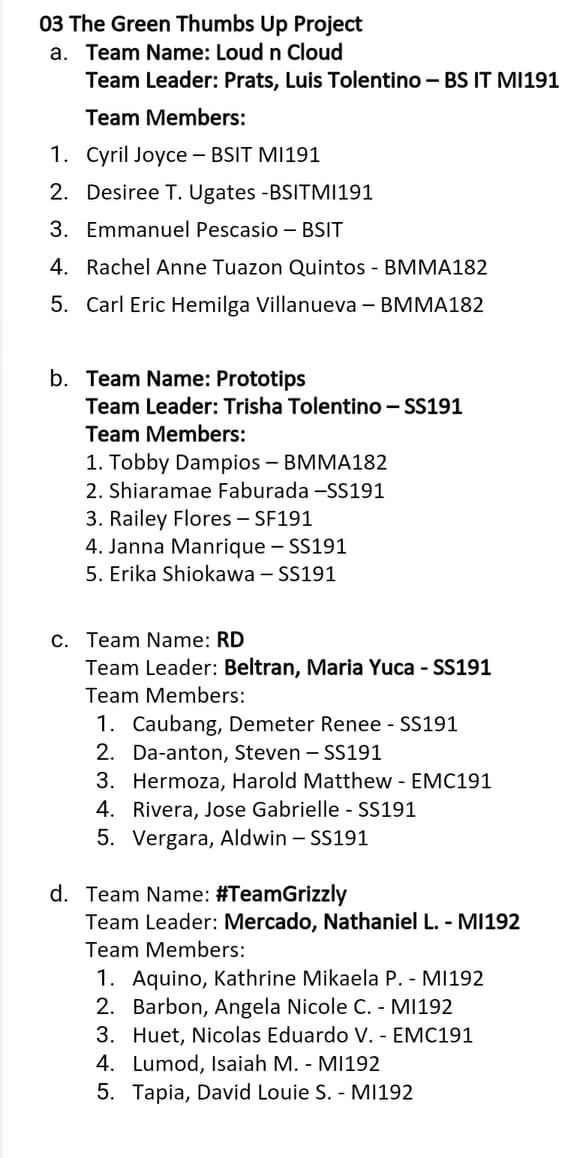 03 The Green Thumbs Up Project
a. Team Name: Loud n Cloud
Team Leader: Prats, Luis Tolentino – BS IT MI191
Team Members:
1. Cyril Joyce – BSIT MI191
2. Desiree T. Ugates -BSITMI191
3. Emmanuel Pescasio – BSIT
4. Rachel Anne Tuazon Quintos - BMMA182
5. Carl Eric Hemilga Villanueva – BMMA182
b. Team Name: Prototips
Team Leader: Trisha Tolentino – SS191
Team Members:
1. Tobby Dampios – BMMA182
2. Shiaramae Faburada –SS191
3. Railey Flores – SF191
4. Janna Manrique – SS191
5. Erika Shiokawa – SS191
c. Team Name: RD
Team Leader: Beltran, Maria Yuca - SS191
Team Members:
1. Caubang, Demeter Renee - SS191
2. Da-anton, Steven – SS191
3. Hermoza, Harold Matthew - EMC191
4. Rivera, Jose Gabrielle - SS191
5. Vergara, Aldwin – SS191
d. Team Name: #TeamGrizzly
Team Leader: Mercado, Nathaniel L. - MI192
Team Members:
1. Aquino, Kathrine Mikaela P. - MI192
2. Barbon, Angela Nicole C. - MI192
3. Huet, Nicolas Eduardo V. - EMC191
4. Lumod, Isaiah M. - MI192
5. Tapia, David Louie S. - MI192